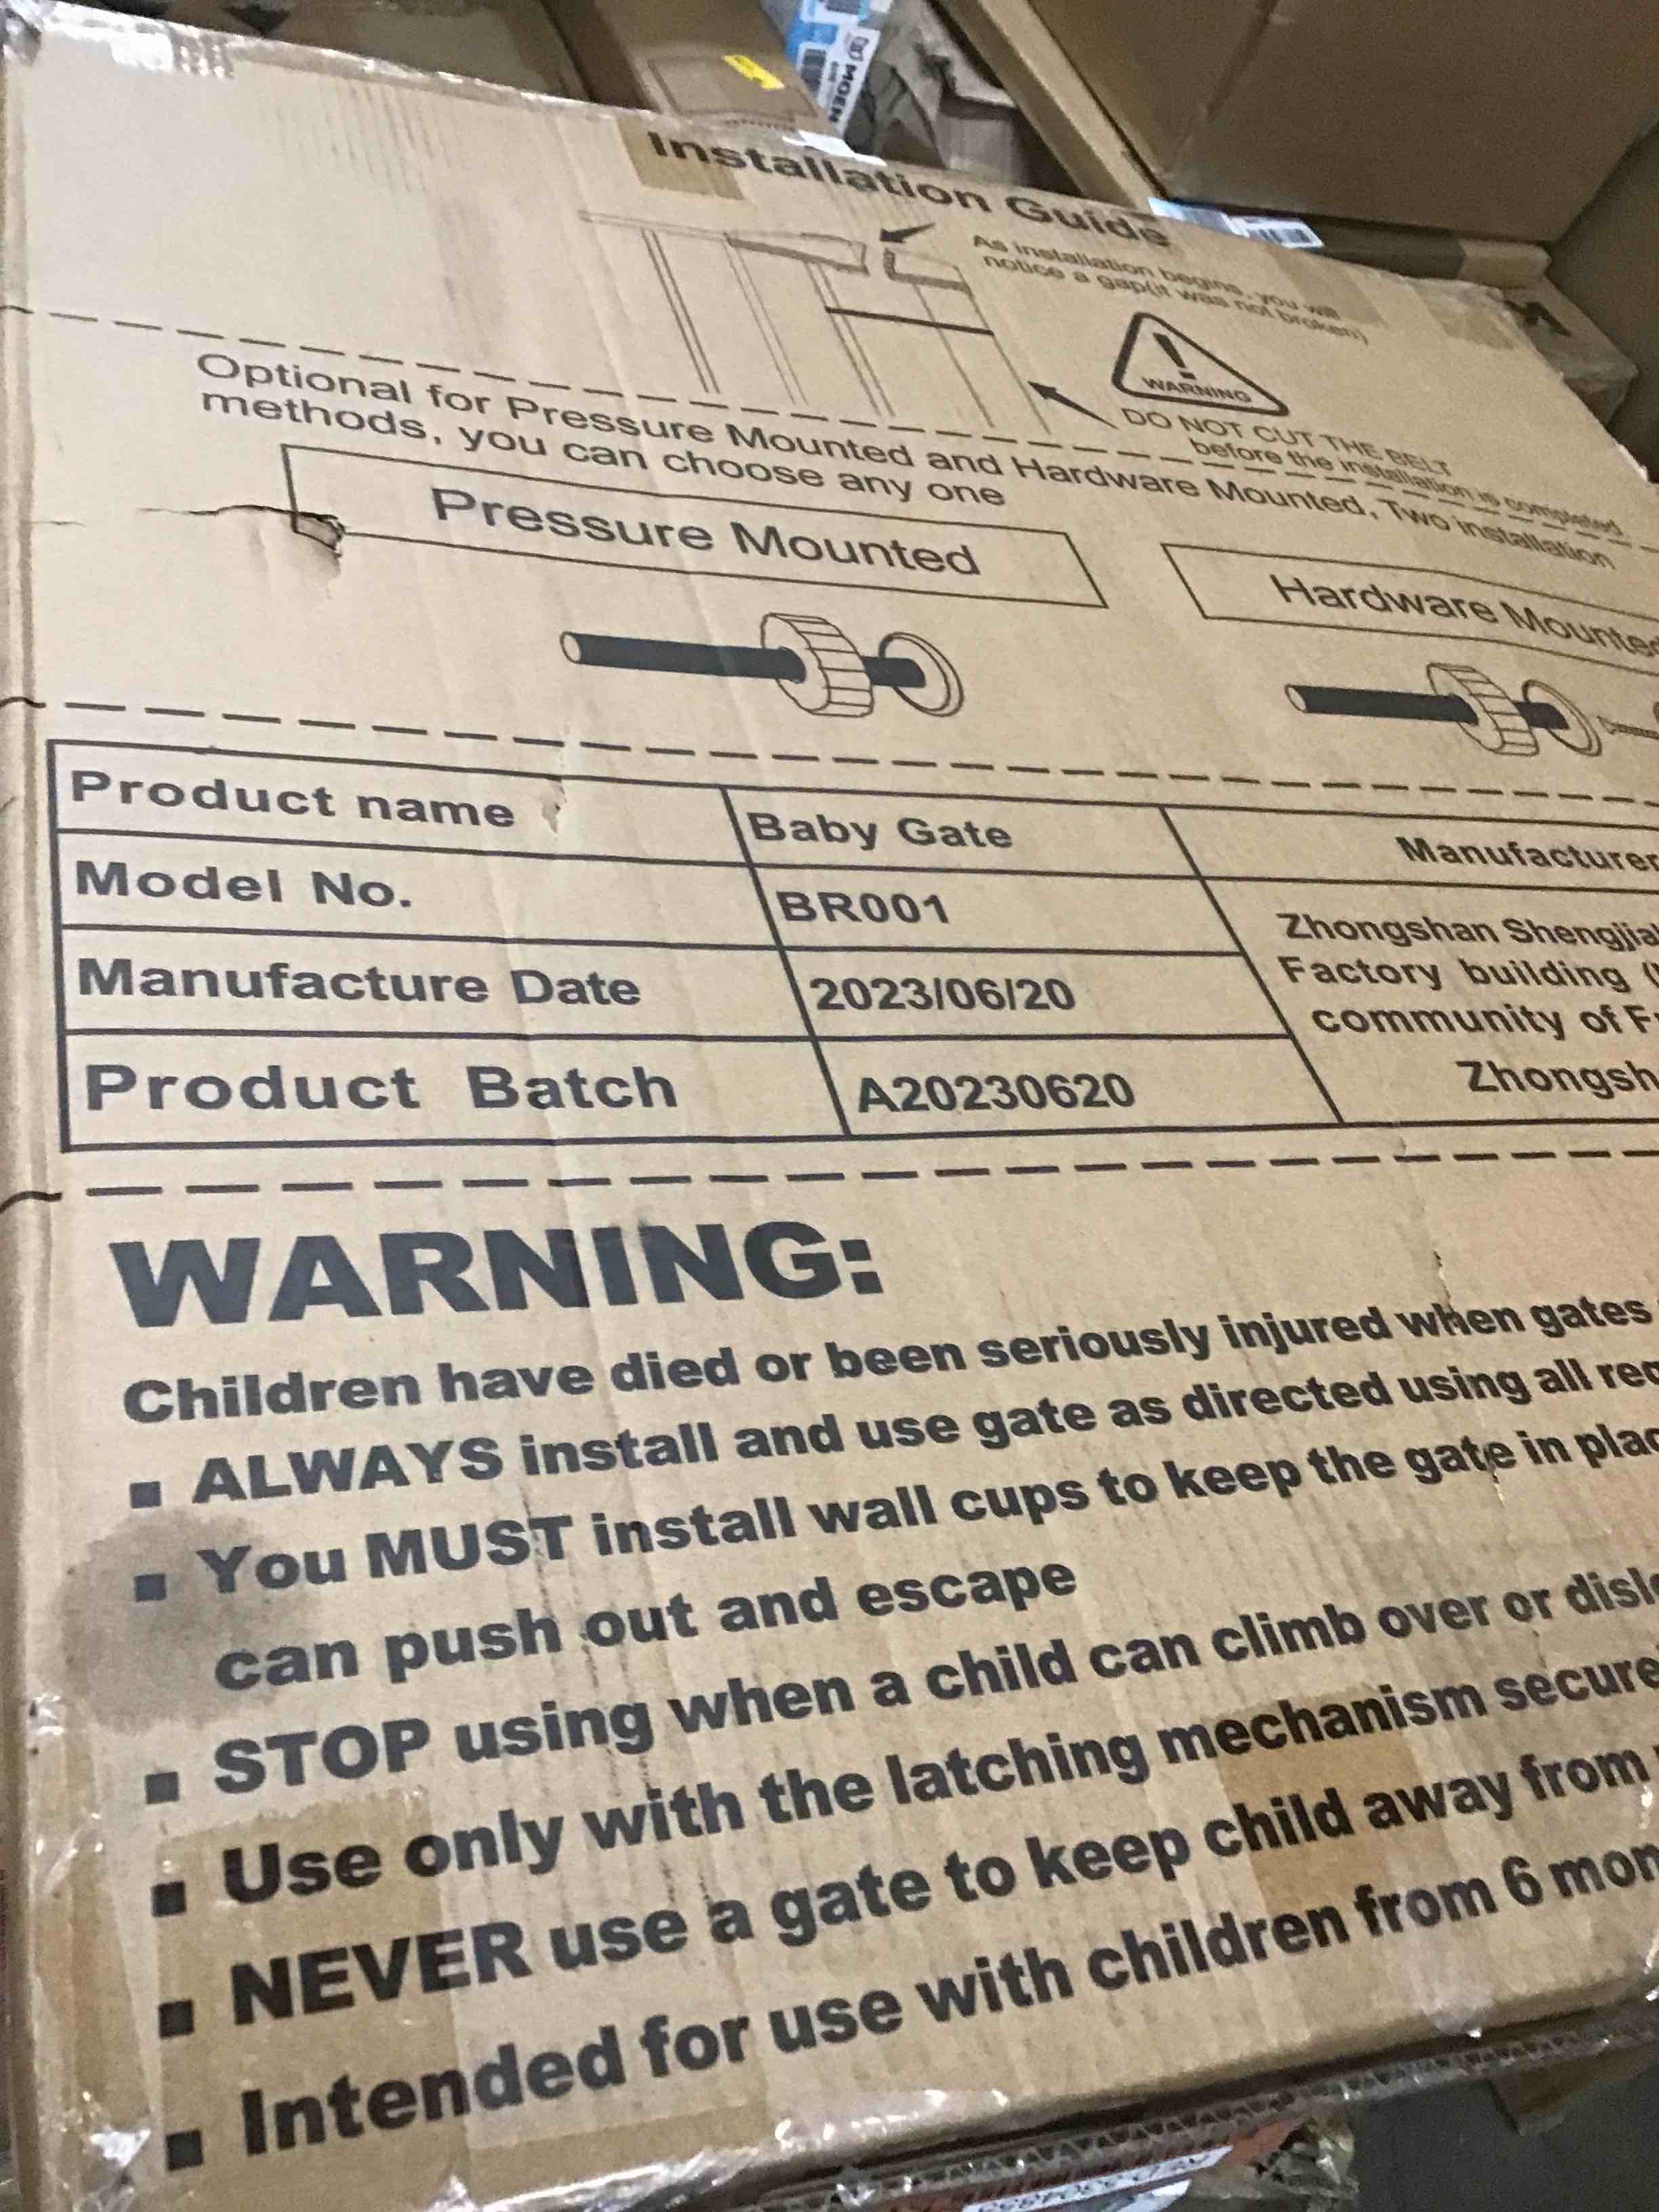 MOEN
Installation Guide
As installation begins, you will
notice a gap(it was not broken)
WARNING
DO NOT CUT THE BELT
before the installation is completed
Optional for Pressure Mounted and Hardware Mounted, Two installation
methods, you can choose any one
Pressure Mounted
Hardware Mounted
Product name
Baby Gate
Manufacturer
Model No.
BR001
Manufacture Date
2023/06/20
Product Batch
A20230620
Zhongshan
Factory building
community of
WARNING:
Children have died or been seriously injured when gates
▪ ALWAYS install and use gate as directed using all
▪ You MUST install wall cups to keep the gate in
can push out and escape
▪ STOP using when a child can climb over or
▪ Use only with the latching mechanism
▪ NEVER use a gate to keep child away from
▪ Intended for use with children from 6